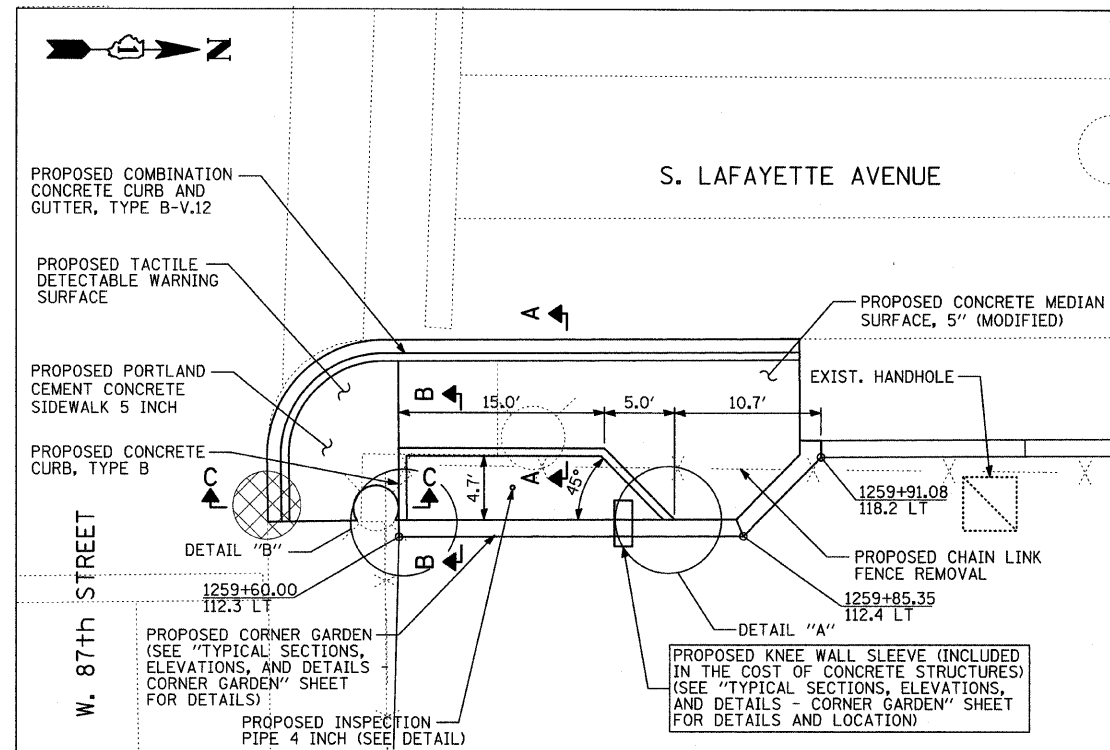 N
S. LAFAYETTE AVENUE
PROPOSED COMBINATION
CONCRETE CURB AND
GUTTER, TYPE B-V.12
PROPOSED TACTILE
DETECTABLE WARNING
SURFACE
PROPOSED PORTLAND
CEMENT CONCRETE
SIDEWALK 5 INCH
PROPOSED CONCRETE
CURB, TYPE B
A
PROPOSED CONCRETE MEDIAN
SURFACE, 5" (MODIFIED)
EXIST. HANDHOLE
B
15.0'
5.0'
10.7'
C
C
4.7'
A
45°
1259+91.08
118.2 LT
DETAIL "B"
B
1259+60.00
112.3 LT
PROPOSED CHAIN LINK
FENCE REMOVAL
1259+85.35
112.4 LT
DETAIL "A"
W. 87th STREET
PROPOSED CORNER GARDEN
(SEE "TYPICAL SECTIONS,
ELEVATIONS, AND DETAILS -
CORNER GARDEN" SHEET
FOR DETAILS)
PROPOSED INSPECTION
PIPE 4 INCH (SEE DETAIL)
PROPOSED KNEE WALL SLEEVE (INCLUDED
IN THE COST OF CONCRETE STRUCTURES)
(SEE "TYPICAL SECTIONS, ELEVATIONS,
AND DETAILS - CORNER GARDEN" SHEET
FOR DETAILS AND LOCATION)